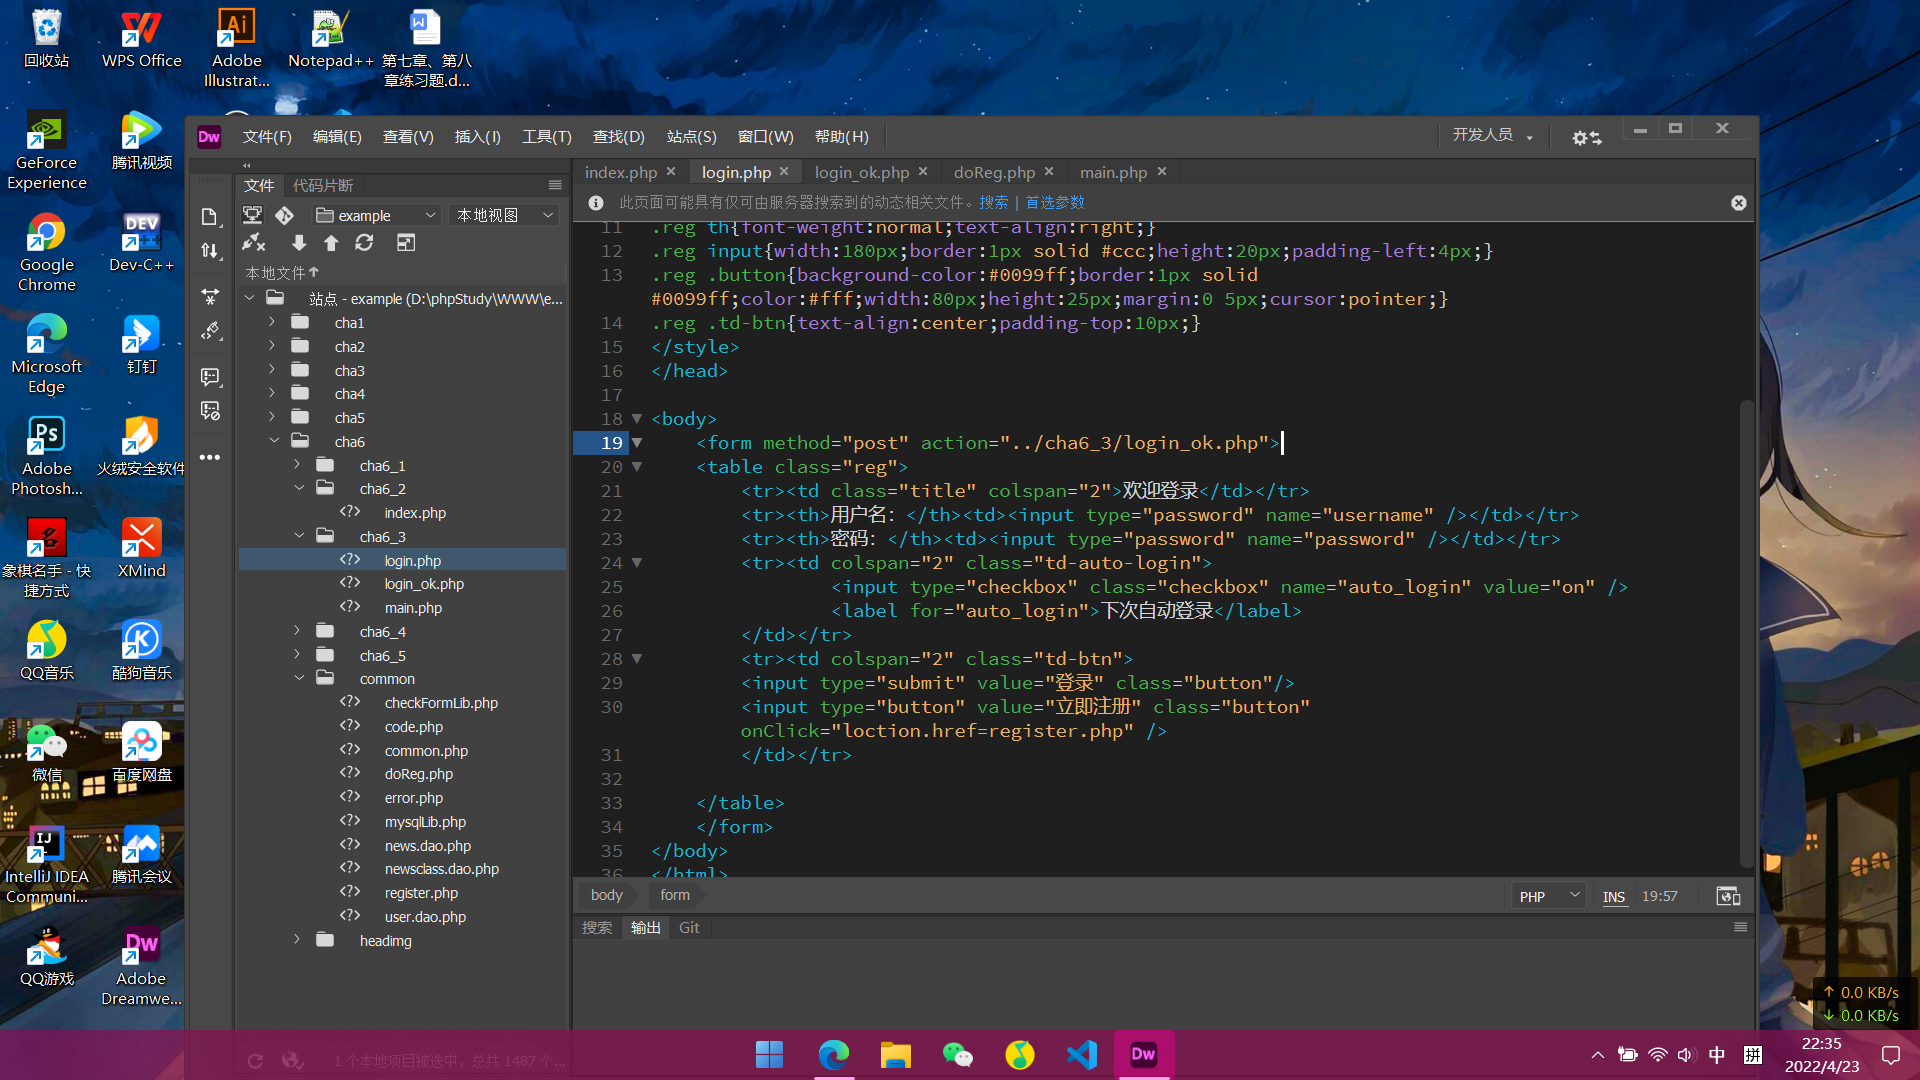 回收站
WPS Office
Adobe Illustrat...
Notepad++
第七章、第八章练习题.d...
GeForce Experience
腾讯视频
Google Chrome
Dev-C++
Microsoft Edge
钉钉
Adobe Photosh...
火绒安全软件
象棋名手 - 快捷方式
XMind
QQ音乐
酷狗音乐
微信
百度网盘
IntelliJ IDEA Communi...
腾讯会议
QQ游戏
Adobe Dreamwe...
Dw 文件(F) 编辑(E) 查看(V) 插入(I) 工具(T) 查找(D) 站点(S) 窗口(W) 帮助(H) 开发人员
文件 代码片断
example 本地视图
本地文件
站点 - example (D:\phpStudy\WWW\e...
cha1
cha2
cha3
cha4
cha5
cha6
cha6_1
cha6_2
index.php
cha6_3
login.php
login_ok.php
main.php
cha6_4
cha6_5
common
checkFormLib.php
code.php
common.php
doReg.php
error.php
mysqlLib.php
news.dao.php
newsclass.dao.php
register.php
user.dao.php
headimg
1 个本地项目被选中，总共 1487 个...
index.php login.php login_ok.php doReg.php main.php
此页面可能具有仅可由服务器搜索到的动态相关文件。搜索 | 首选参数
11 .reg th{font-weight:normal;text-align:right;}
12 .reg input{width:180px;border:1px solid #ccc;height:20px;padding-left:4px;}
13 .reg .button{background-color:#0099ff;border:1px solid
#0099ff;color:#fff;width:80px;height:25px;margin:0 5px;cursor:pointer;}
14 .reg .td-btn{text-align:center;padding-top:10px;}
15 </style>
16 </head>
17
18 <body>
19 <form method="post" action="../cha6_3/login_ok.php">
20 <table class="reg">
21 <tr><td class="title" colspan="2">欢迎登录</td></tr>
22 <tr><th>用户名：</th><td><input type="password" name="username" /></td></tr>
23 <tr><th>密码：</th><td><input type="password" name="password" /></td></tr>
24 <tr><td colspan="2" class="td-auto-login">
25 <input type="checkbox" class="checkbox" name="auto_login" value="on" />
26 <label for="auto_login">下次自动登录</label>
27 </td></tr>
28 <tr><td colspan="2" class="td-btn">
29 <input type="submit" value="登录" class="button"/>
30 <input type="button" value="立即注册" class="button"
onClick="loction.href=register.php" />
31 </td></tr>
32
33 </table>
34 </form>
35 </body>
36 </html>
body form PHP INS 19:57
搜索 输出 Git
↑ 0.0 KB/s
↓ 0.0 KB/s
中 拼
22:35
2022/4/23